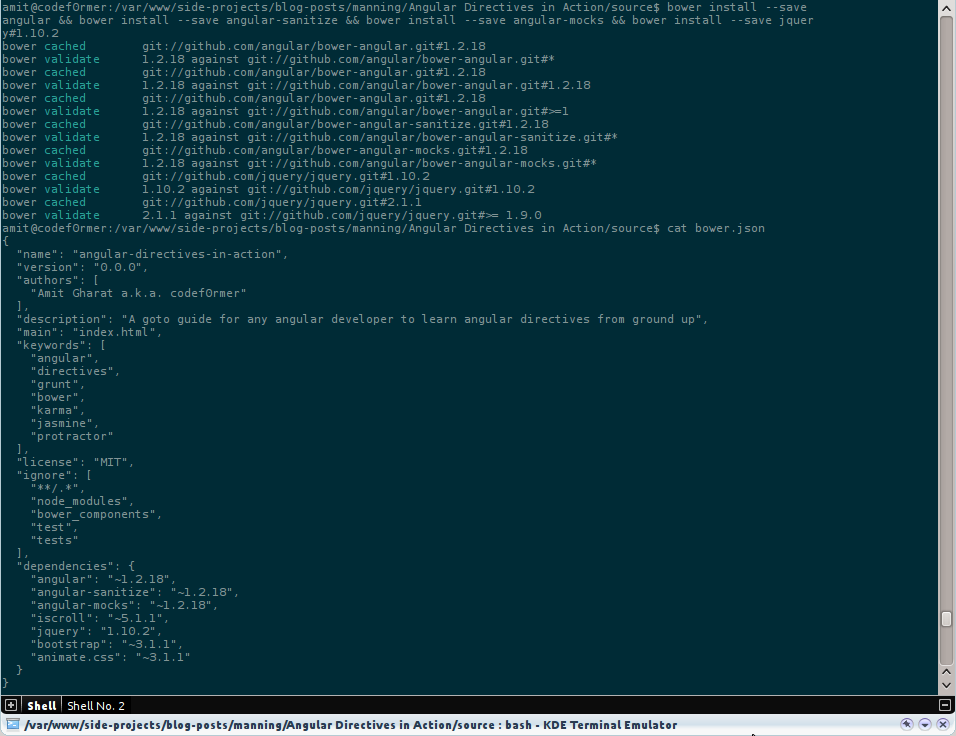 amit@codef0rmer:/var/www/side-projects/blog-posts/manning/Angular Directives in Action/source$ bower install --save
angular && bower install --save angular-sanitize && bower install --save angular-mocks && bower install --save jquer
y#1.10.2
bower cached git://github.com/angular/bower-angular.git#1.2.18
bower validate 1.2.18 against git://github.com/angular/bower-angular.git#*
bower cached git://github.com/angular/bower-angular.git#1.2.18
bower validate 1.2.18 against git://github.com/angular/bower-angular.git#1.2.18
bower cached git://github.com/angular/bower-angular.git#1.2.18
bower validate 1.2.18 against git://github.com/angular/bower-angular.git#>=1
bower cached git://github.com/angular/bower-angular-sanitize.git#1.2.18
bower validate 1.2.18 against git://github.com/angular/bower-angular-sanitize.git#*
bower cached git://github.com/angular/bower-angular-mocks.git#1.2.18
bower validate 1.2.18 against git://github.com/angular/bower-angular-mocks.git#*
bower cached git://github.com/jquery/jquery.git#1.10.2
bower validate 1.10.2 against git://github.com/jquery/jquery.git#1.10.2
bower cached git://github.com/jquery/jquery.git#2.1.1
bower validate 2.1.1 against git://github.com/jquery/jquery.git#>= 1.9.0
amit@codef0rmer:/var/www/side-projects/blog-posts/manning/Angular Directives in Action/source$ cat bower.json
{
  "name": "angular-directives-in-action",
  "version": "0.0.0",
  "authors": [
    "Amit Gharat a.k.a. codef0rmer"
  ],
  "description": "A goto guide for any angular developer to learn angular directives from ground up",
  "main": "index.html",
  "keywords": [
    "angular",
    "directives",
    "grunt",
    "bower",
    "karma",
    "jasmine",
    "protractor"
  ],
  "license": "MIT",
  "ignore": [
    "**/.*",
    "node_modules",
    "bower_components",
    "test",
    "tests"
  ],
  "dependencies": {
    "angular": "~1.2.18",
    "angular-sanitize": "~1.2.18",
    "angular-mocks": "~1.2.18",
    "iscroll": "~5.1.1",
    "jquery": "1.10.2",
    "bootstrap": "~3.1.1",
    "animate.css": "~3.1.1"
  }
}
Shell Shell No. 2
/var/www/side-projects/blog-posts/manning/Angular Directives in Action/source : bash - KDE Terminal Emulator